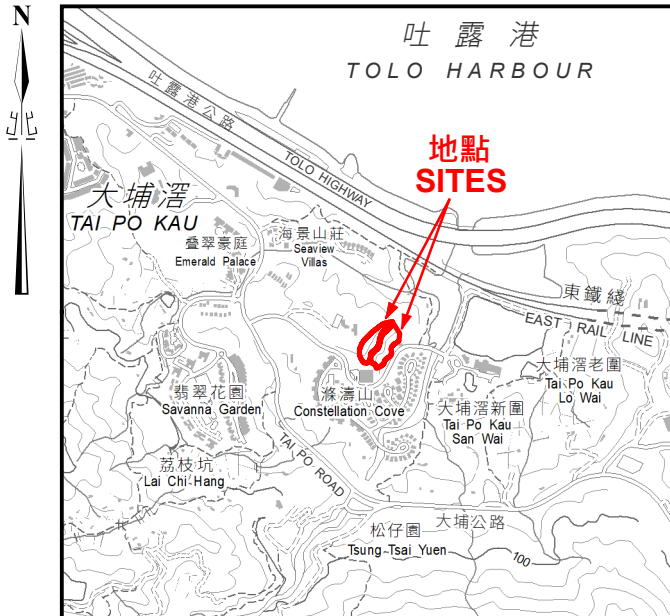 N
吐露港
TOLO HARBOUR
吐露港公路
TOLO HIGHWAY
地點
SITES
大埔滘
TAI PO KAU
叠翠豪庭
Emerald Palace
海景山莊
Seaview
Villas
東鐵綫
EAST RAIL LINE
大埔滘老圍
Tai Po Kau
Lo Wai
翡翠花園
Savanna Garden
滌濤山
Constellation Cove
大埔滘新圍
Tai Po Kau
San Wai
荔枝坑
Lai Chi Hang
TAI PO ROAD
大埔公路
松仔園
Tsung Tsai Yuen
100